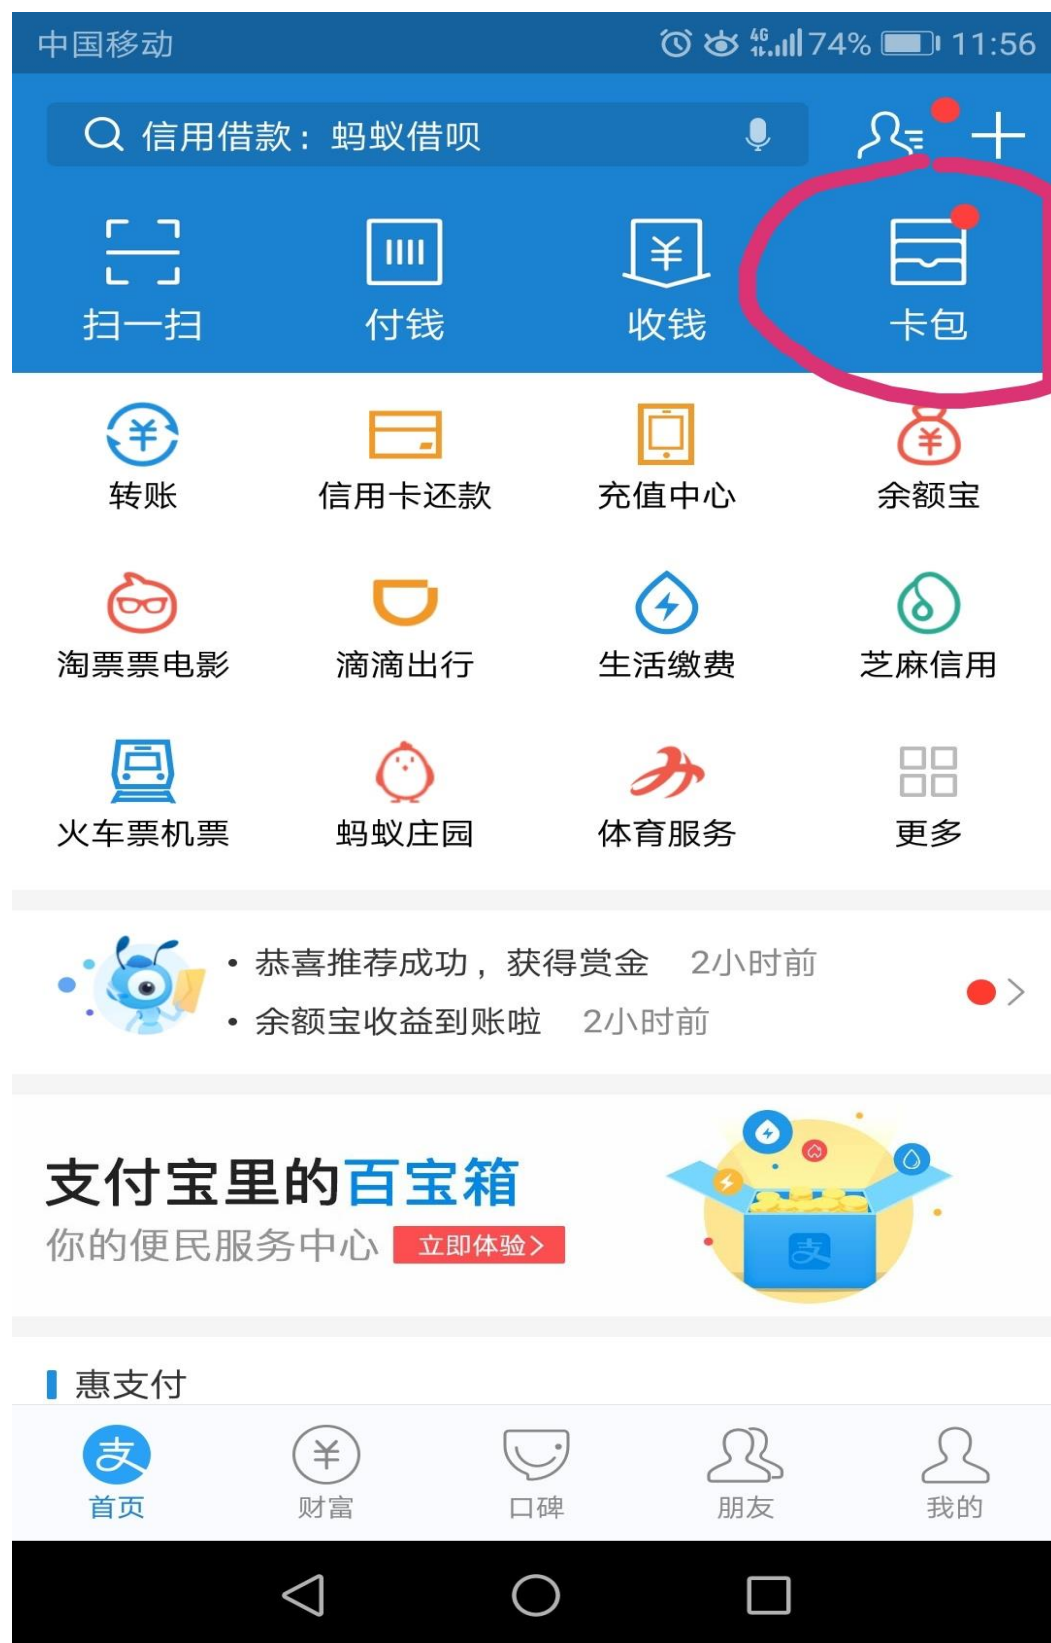 中国移动 4G 74% 11:56
信用借款：蚂蚁借呗
扫一扫 付钱 收钱 卡包
转账 信用卡还款 充值中心 余额宝
淘票票电影 滴滴出行 生活缴费 芝麻信用
火车票机票 蚂蚁庄园 体育服务 更多
• 恭喜推荐成功，获得赏金 2小时前
• 余额宝收益到账啦 2小时前
支付宝里的百宝箱
你的便民服务中心 立即体验>
支
惠支付
支
首页 财富 口碑 朋友 我的